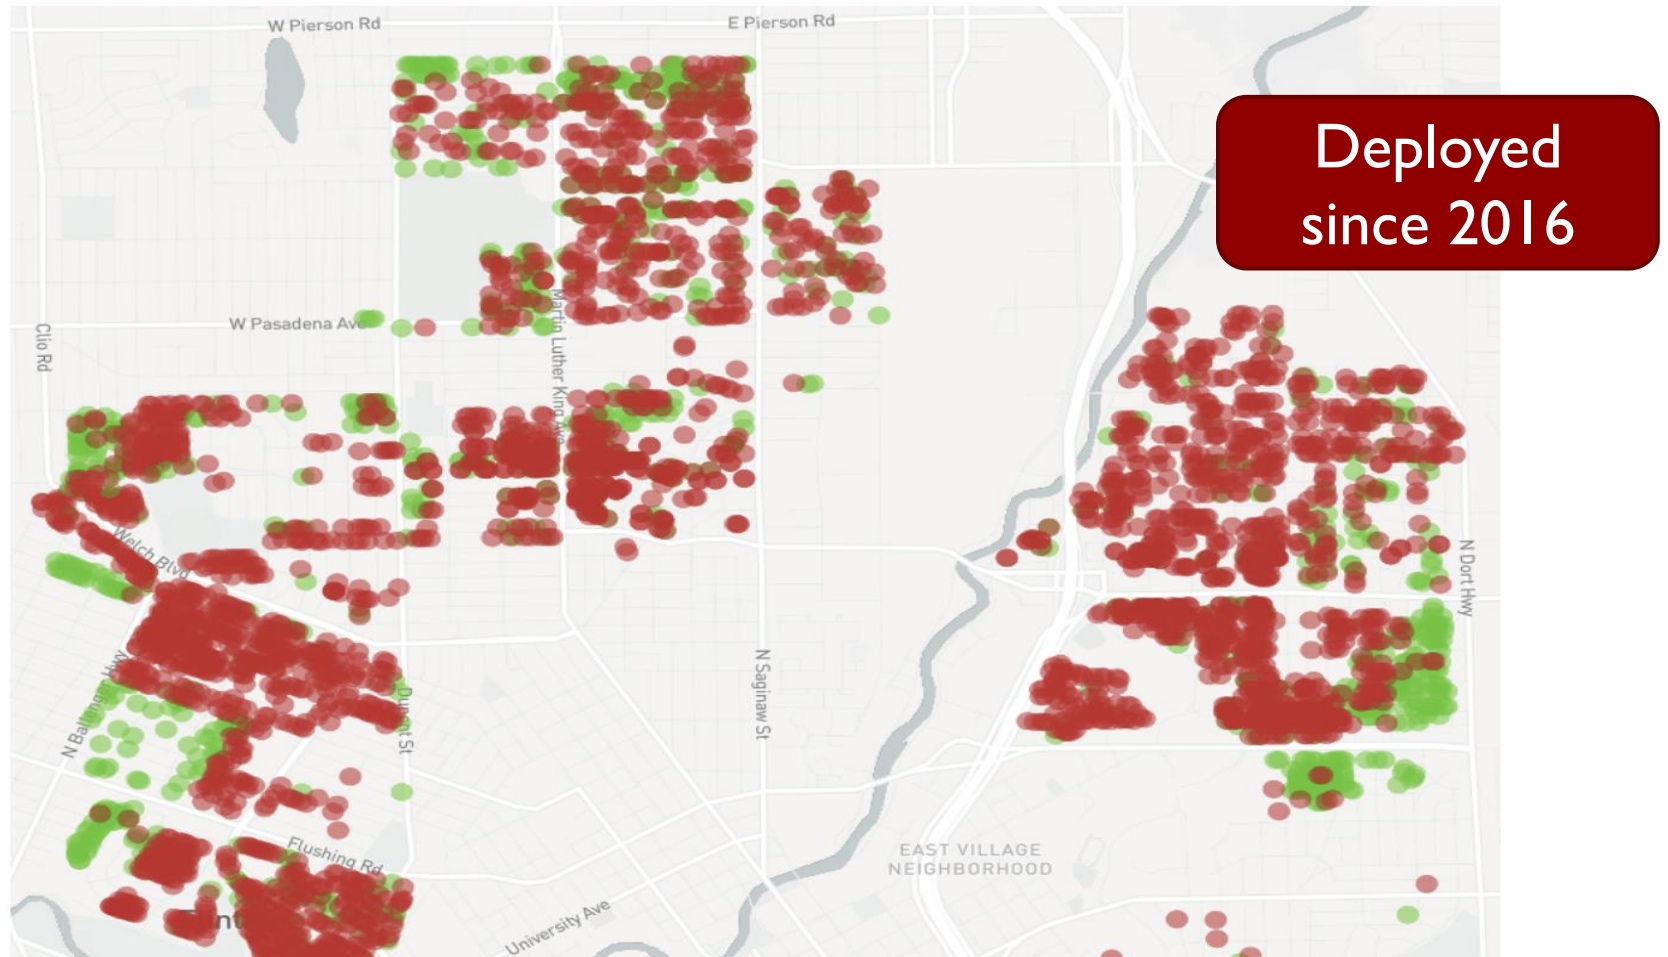 W Pierson Rd
E Pierson Rd
Deployed
since 2016
W Pasadena Ave
Clio Rd
Martin Luther King Ave
Welch Blvd
N Dort Hwy
N Ballenger Hwy
Dupont St
N Saginaw St
Flushing Rd
EAST VILLAGE
NEIGHBORHOOD
University Ave